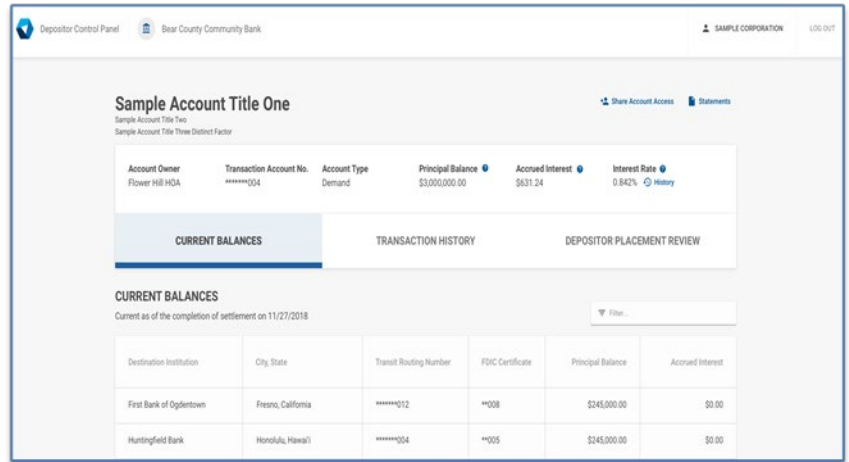 Depositor Control Panel Bear County Community Bank SAMPLE CORPORATION LOG OUT
Sample Account Title One
Share Account Access Statements
Sample Account Title Two
Sample Account Title Three Distinct Factor
Account Owner Transaction Account No. Account Type Principal Balance Accrued Interest Interest Rate
Flower Hill HOA *******004 Demand $3,000,000.00 $631.24 0.842% History
CURRENT BALANCES TRANSACTION HISTORY DEPOSITOR PLACEMENT REVIEW
CURRENT BALANCES
Current as of the completion of settlement on 11/27/2018
Filter...
Destination Institution City, State Transit Routing Number FDIC Certificate Principal Balance Accrued Interest
First Bank of Ogdentown Fresno, California *******012 **008 $245,000.00 $0.00
Huntingfield Bank Honolulu, Hawai'i *******004 **005 $245,000.00 $0.00